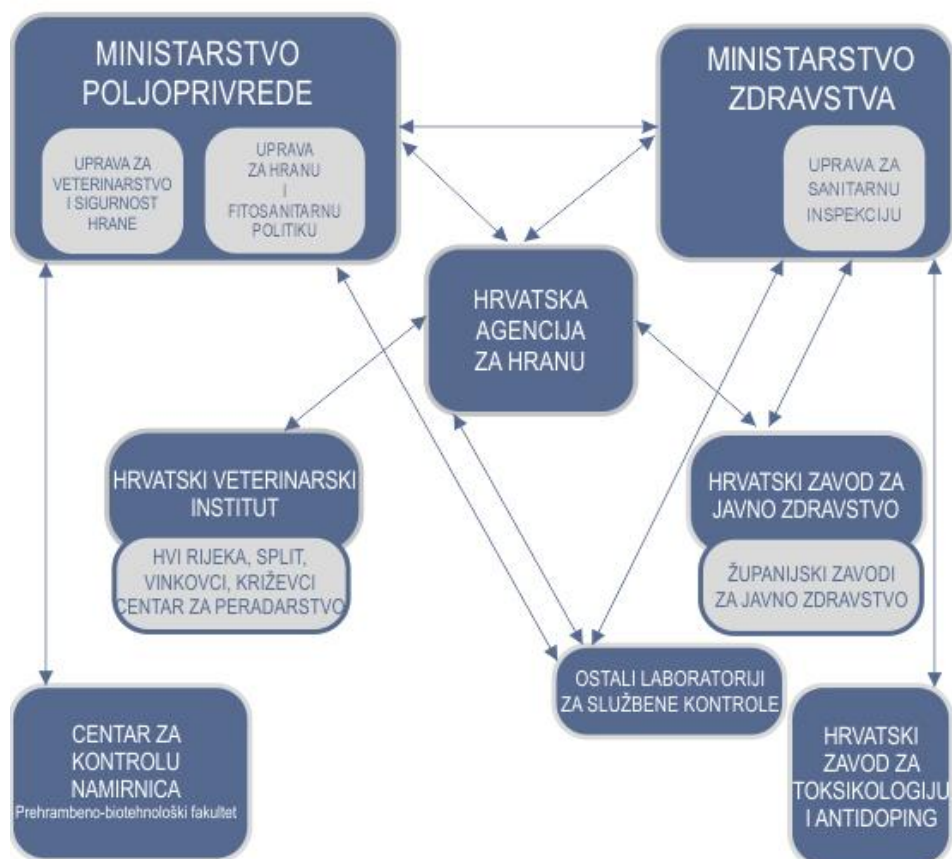 MINISTARSTVO
POLJOPRIVREDE
UPRAVA ZA
VETERINARSTVO
I SIGURNOST
HRANE
UPRAVA
ZA HRANU
I
FITOSANITARNU
POLITIKU
MINISTARSTVO
ZDRAVSTVA
UPRAVA ZA
SANITARNU
INSPEKCIJU
HRVATSKA
AGENCIJA
ZA HRANU
HRVATSKI VETERINARSKI
INSTITUT
HVI RIJEKA, SPLIT,
VINKOVCI, KRIŽEVCI
CENTAR ZA PERADARSTVO
HRVATSKI ZAVOD ZA
JAVNO ZDRAVSTVO
ŽUPANIJSKI ZAVODI
ZA JAVNO ZDRAVSTVO
OSTALI LABORATORIJI
ZA SLUŽBENE KONTROLE
CENTAR ZA
KONTROLU
NAMIRNICA
Prehrambeno-biotehnološki fakultet
HRVATSKI
ZAVOD ZA
TOKSIKOLOGIJU
I ANTIDOPING